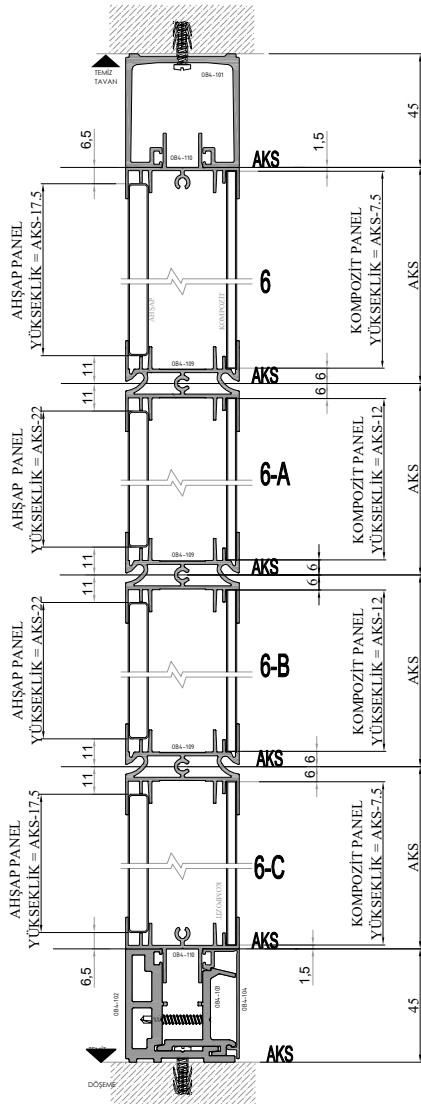 TEMİZ
TAVAN
OB4-101
45
6,5
OB4-110
AKS
1,5
AHŞAP PANEL
YÜKSEKLİK = AKS-17.5
AHŞAP
KOMPOZİT
6
KOMPOZİT PANEL
YÜKSEKLİK = AKS-7.5
AKS
11
11
OB4-109
AKS
6
6
AHŞAP PANEL
YÜKSEKLİK = AKS-22
6-A
KOMPOZİT PANEL
YÜKSEKLİK = AKS-12
AKS
11
11
OB4-109
AKS
6
6
AHŞAP PANEL
YÜKSEKLİK = AKS-22
6-B
KOMPOZİT PANEL
YÜKSEKLİK = AKS-12
AKS
11
11
OB4-109
AKS
6
6
AHŞAP PANEL
YÜKSEKLİK = AKS-17.5
KOMPOZİT
6-C
KOMPOZİT PANEL
YÜKSEKLİK = AKS-7.5
AKS
6,5
OB4-110
AKS
1,5
OB4-102
OB4-103
OB4-104
45
AKS
DÖŞEME